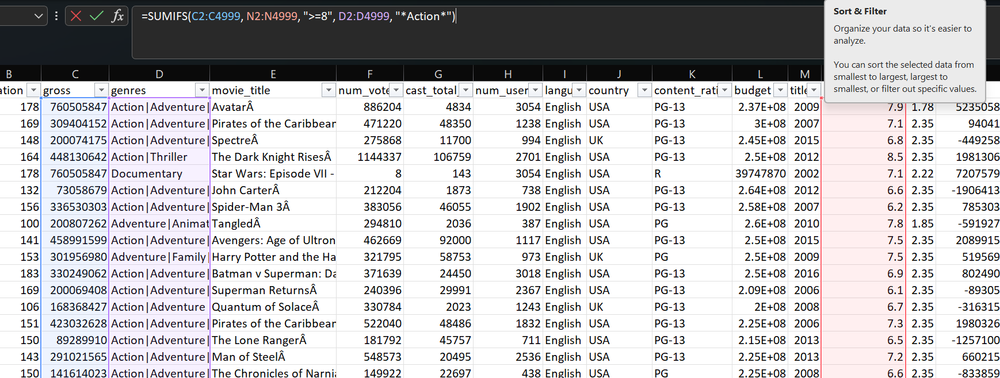 =SUMIFS(C2:C4999, N2:N4999, ">=8", D2:D4999, "*Action*")
Sort & Filter
Organize your data so it's easier to
analyze.
You can sort the selected data from
smallest to largest, largest to
smallest, or filter out specific values.
B C D E F G H I J K L M
ation gross genres movie_title num_vote cast_total_ num_user langu country content_rati budget title
178 760505847 Action|Adventure| AvatarÂ 886204 4834 3054 English USA PG-13 2.37E+08 2009 7.9 1.78 5235058
169 309404152 Action|Adventure| Pirates of the Caribbean 471220 48350 1238 English USA PG-13 3E+08 2007 7.1 2.35 94041
148 200074175 Action|Adventure| SpectreÂ 275868 11700 994 English UK PG-13 2.45E+08 2015 6.8 2.35 -449258
164 448130642 Action|Thriller The Dark Knight RisesÂ 1144337 106759 2701 English USA PG-13 2.5E+08 2012 8.5 2.35 1981306
178 760505847 Documentary Star Wars: Episode VII - 8 143 3054 English USA R 39747870 2002 7.1 2.22 7207579
132 73058679 Action|Adventure| John CarterÂ 212204 1873 738 English USA PG-13 2.64E+08 2012 6.6 2.35 -1906413
156 336530303 Action|Adventure| Spider-Man 3Â 383056 46055 1902 English USA PG-13 2.58E+08 2007 6.2 2.35 785303
100 200807262 Adventure|Animat TangledÂ 294810 2036 387 English USA PG 2.6E+08 2010 7.8 1.85 -591927
141 458991599 Action|Adventure| Avengers: Age of Ultron 462669 92000 1117 English USA PG-13 2.5E+08 2015 7.5 2.35 2089915
153 301956980 Adventure|Family| Harry Potter and the Ha 321795 58753 973 English UK PG 2.5E+08 2009 7.5 2.35 519569
183 330249062 Action|Adventure| Batman v Superman: Da 371639 24450 3018 English USA PG-13 2.5E+08 2016 6.9 2.35 802490
169 200069408 Action|Adventure| Superman ReturnsÂ 240396 29991 2367 English USA PG-13 2.09E+08 2006 6.1 2.35 -89305
106 168368427 Action|Adventure Quantum of SolaceÂ 330784 2023 1243 English UK PG-13 2E+08 2008 6.7 2.35 -316315
151 423032628 Action|Adventure| Pirates of the Caribbean 522040 48486 1832 English USA PG-13 2.25E+08 2006 7.3 2.35 1980326
150 89289910 Action|Adventure| The Lone RangerÂ 181792 45757 711 English USA PG-13 2.15E+08 2013 6.5 2.35 -1257100
143 291021565 Action|Adventure| Man of SteelÂ 548573 20495 2536 English USA PG-13 2.25E+08 2013 7.2 2.35 660215
150 141614023 Action|Adventure| The Chronicles of Narnia 149922 22697 438 English USA PG 2.25E+08 2008 6.6 2.35 -833859